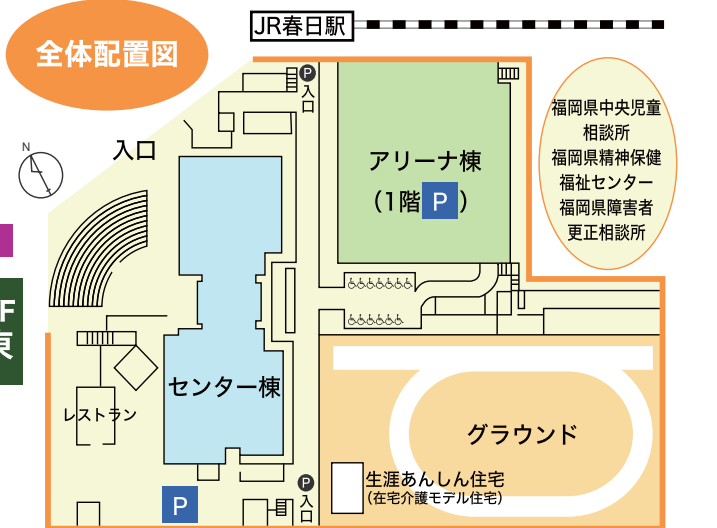 JR春日駅
全体配置図
P
入口
N
入口
アリーナ棟
(1階 P )
福岡県中央児童
相談所
福岡県精神保健
福祉センター
福岡県障害者
更正相談所
F
東
センター棟
レストラン
グラウンド
生涯あんしん住宅
(在宅介護モデル住宅)
P
P
入口